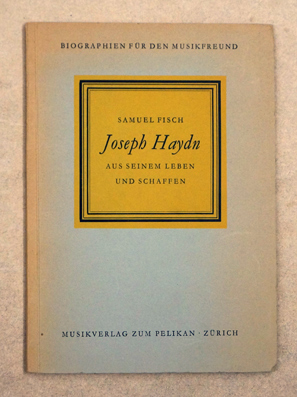 BIOGRAPHIEN FÜR DEN MUSIKFREUND
SAMUEL FISCH
Joseph Haydn
AUS SEINEM LEBEN
UND SCHAFFEN
MUSIKVERLAG ZUM PELIKAN · ZÜRICH